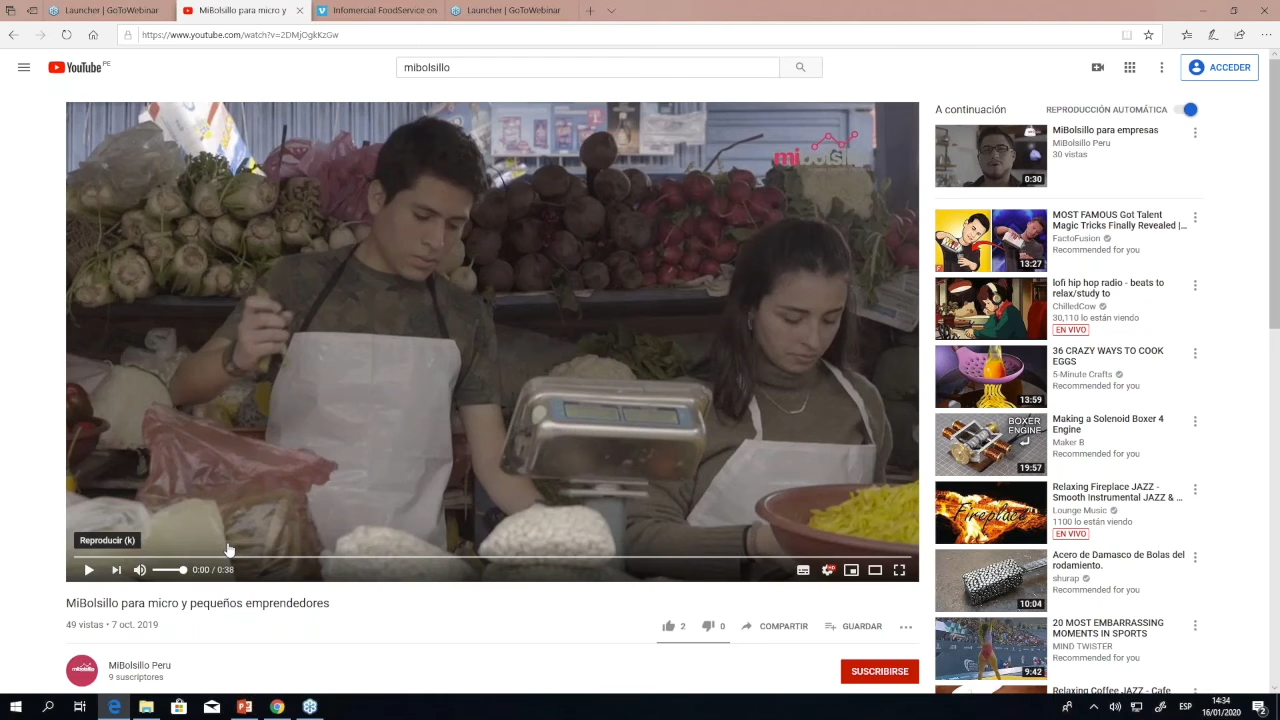 Launcher | GoToWebinar
MiBolsillo para micro y
Infomercial FoodService on
Launcher | GoToWebinar
https://www.youtube.com/watch?v=2DMjOgkKzGw
YouTube PE
mibolsillo
ACCEDER
mibolsillo
Reproducir (k)
0:00 / 0:38
MiBolsillo para micro y pequeños emprendedores
49 vistas • 7 oct. 2019
2
0
COMPARTIR
GUARDAR
mibolsillo
MiBolsillo Peru
9 suscriptores
SUSCRIBIRSE
A continuación
REPRODUCCIÓN AUTOMÁTICA
MiBolsillo para empresas
MiBolsillo Peru
30 vistas
0:30
MOST FAMOUS Got Talent
Magic Tricks Finally Revealed |...
FactoFusion
Recommended for you
13:27
lofi hip hop radio - beats to
relax/study to
ChilledCow
30,110 lo están viendo
EN VIVO
36 CRAZY WAYS TO COOK
EGGS
5-Minute Crafts
Recommended for you
13:59
Making a Solenoid Boxer 4
Engine
Maker B
Recommended for you
BOXER
ENGINE
19:57
Relaxing Fireplace JAZZ -
Smooth Instrumental JAZZ & ...
Lounge Music
1100 lo están viendo
EN VIVO
Fireplace
Acero de Damasco de Bolas del
rodamiento.
shurap
Recommended for you
10:04
20 MOST EMBARRASSING
MOMENTS IN SPORTS
MIND TWISTER
Recommended for you
9:42
Relaxing Coffee JAZZ - Cafe
ESP
14:34
16/01/2020
2